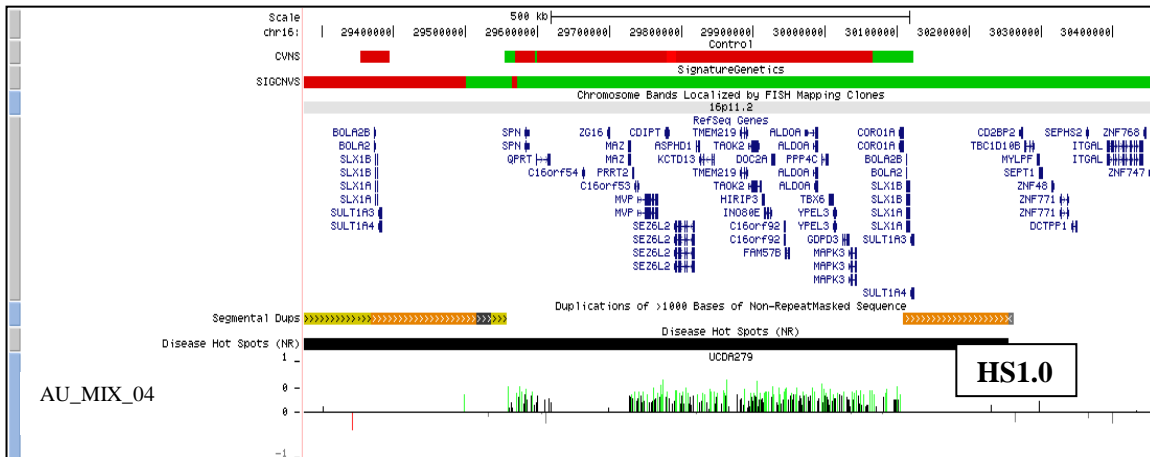 Scale 500 kb
chr16: 29400000 29500000 29600000 29700000 29800000 29900000 30000000 30100000 30200000 30300000 30400000
Control
CVNS
SignatureGenetics
SIGCNVS
Chromosome Bands Localized by FISH Mapping Clones
16p11.2
RefSeq Genes
BOLA2B SPN ZG16 CDIPT TMEM219 ALDOA CORO1A CD2BP2 SEPHS2 ZNF768
BOLA2 SPN MAZ ASPHD1 TAOK2 ALDOA CORO1A TBC1D10B ITGAL
SLX1B QPRT MAZ KCTD13 DOC2A PPP4C BOLA2B MYLPF ITGAL
SLX1B C16orf54 PRRT2 TMEM219 ALDOA BOLA2 SEPT1 ZNF747
SLX1A C16orf53 TAOK2 ALDOA SLX1B ZNF48
SLX1A MVP HIRIP3 TBX6 SLX1B ZNF771
SULT1A3 MVP INO80E YPEL3 SLX1A ZNF771
SULT1A4 SEZ6L2 C16orf92 YPEL3 SLX1A DCTPP1
SEZ6L2 C16orf92 GDPD3 SULT1A3
SEZ6L2 FAM57B MAPK3
SEZ6L2 MAPK3
MAPK3
SULT1A4
Duplications of >1000 Bases of Non-RepeatMasked Sequence
Segmental Dups
Disease Hot Spots (NR)
Disease Hot Spots (NR)
UCDA279
1
HS1.0
0
AU_MIX_04
0
-1